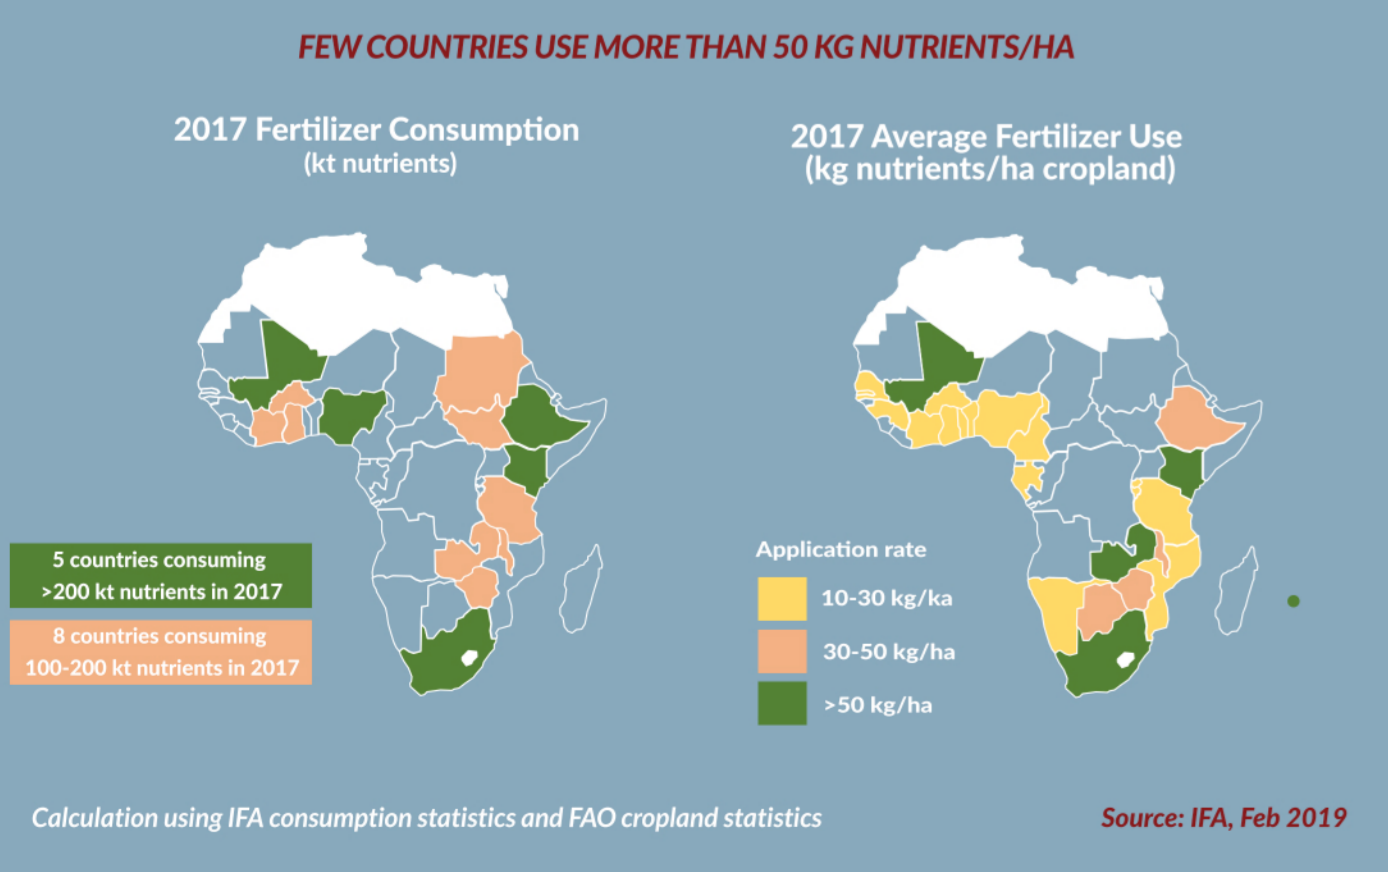 FEW COUNTRIES USE MORE THAN 50 KG NUTRIENTS/HA
2017 Fertilizer Consumption
(kt nutrients)
2017 Average Fertilizer Use
(kg nutrients/ha cropland)
5 countries consuming
>200 kt nutrients in 2017
8 countries consuming
100-200 kt nutrients in 2017
Application rate
10-30 kg/ka
30-50 kg/ha
>50 kg/ha
Calculation using IFA consumption statistics and FAO cropland statistics
Source: IFA, Feb 2019